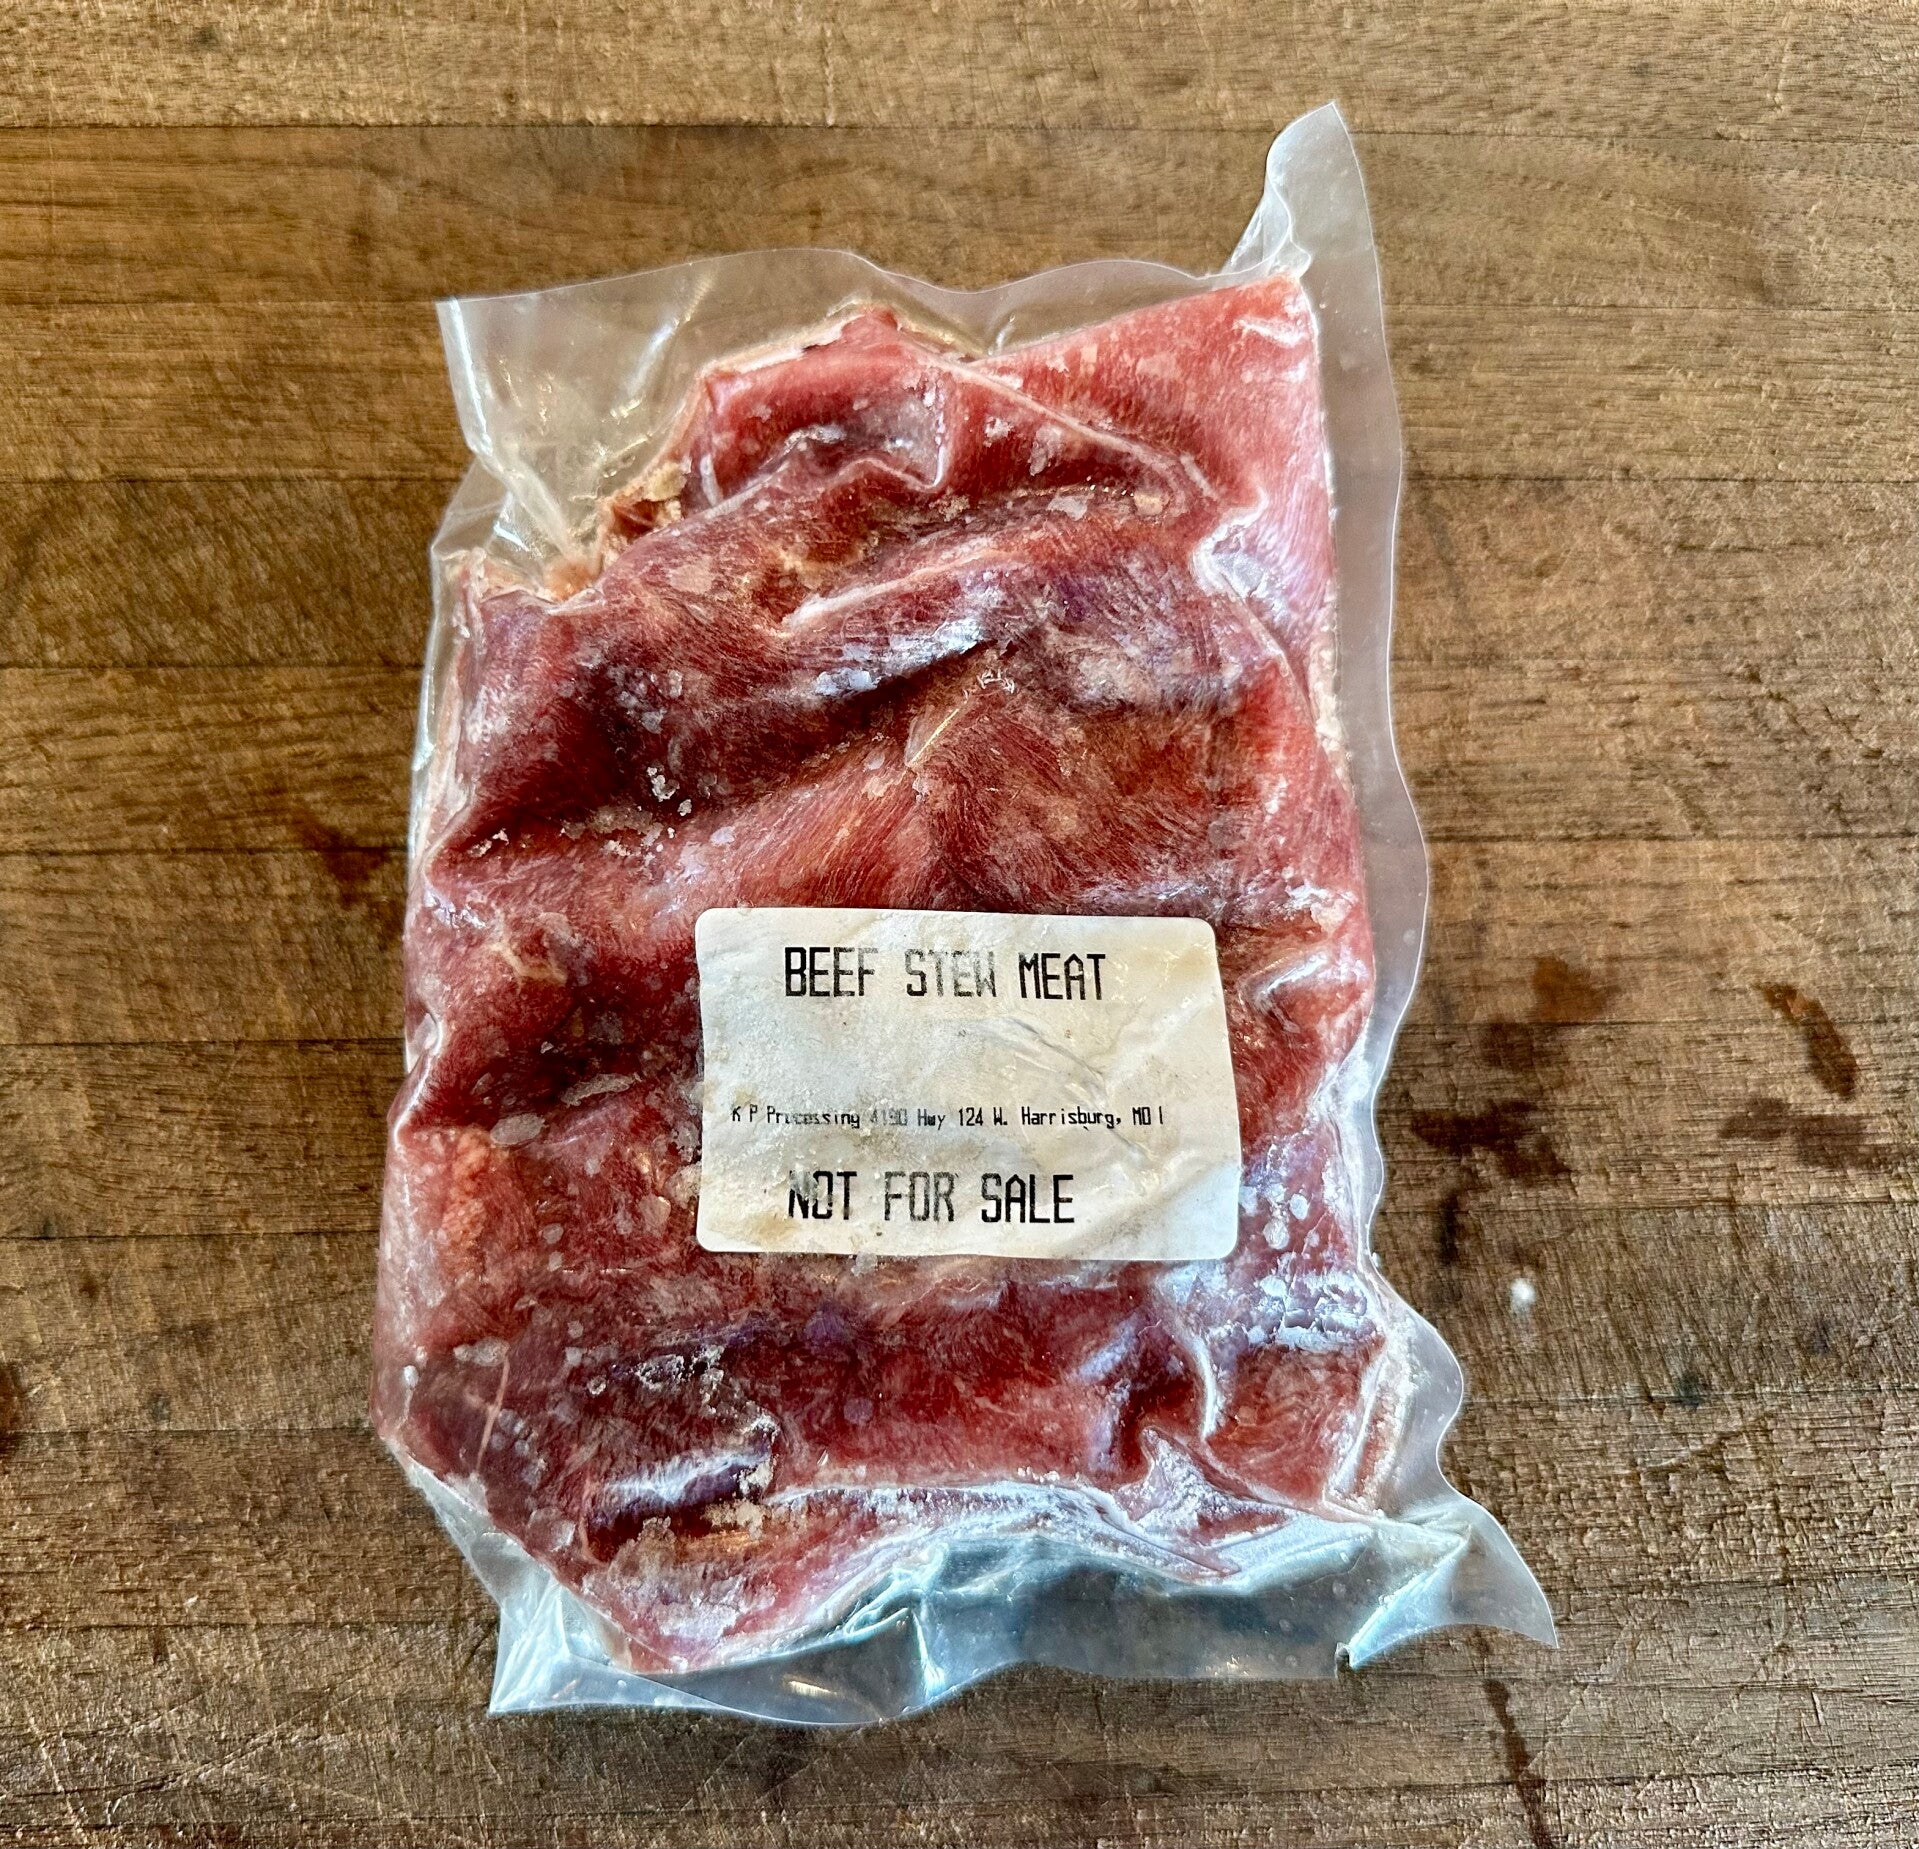 BEEF STEW MEAT
K P Processing 4190 Hwy 124 W. Harrisburg, MO
NOT FOR SALE